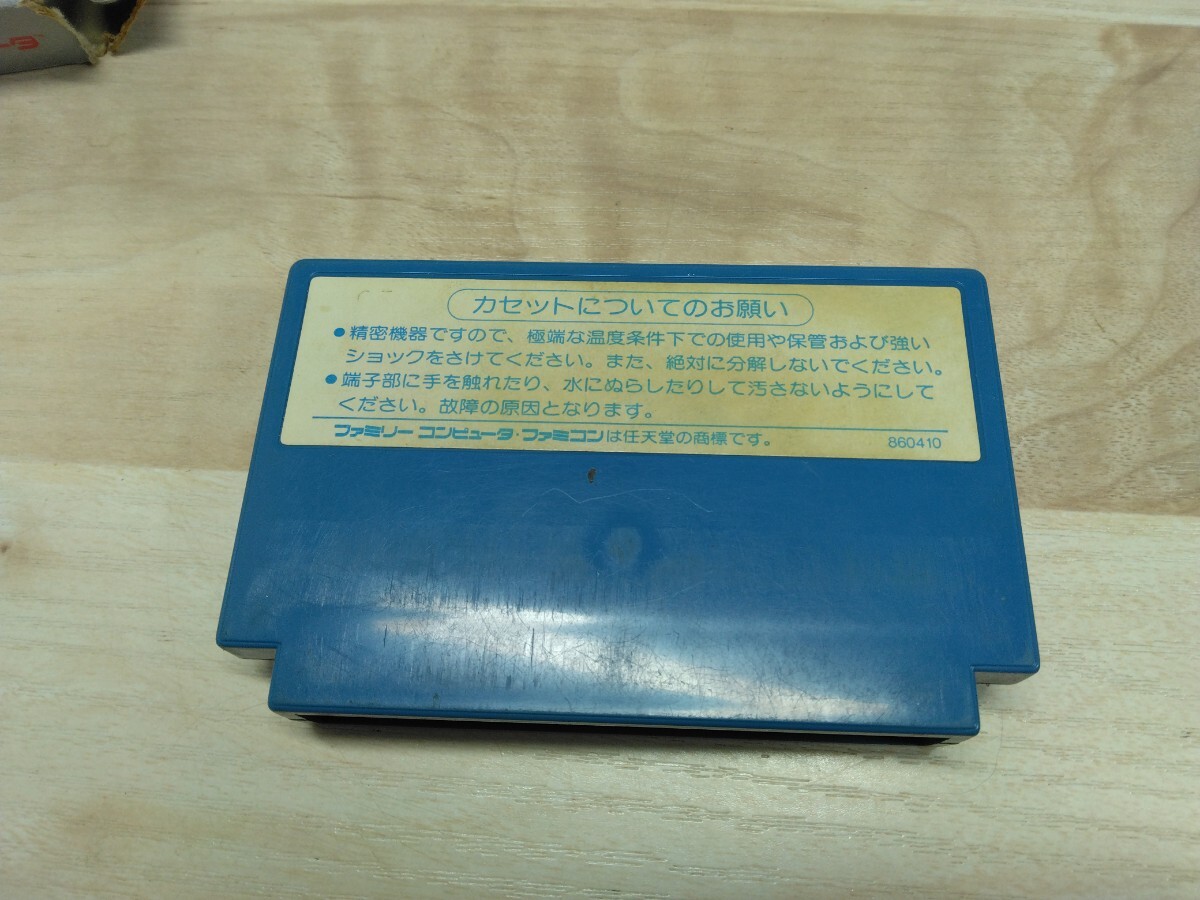 カセットについてのお願い
●精密機器ですので、極端な温度条件下での使用や保管および強い
ショックをさけてください。また、絶対に分解しないでください。
●端子部に手を触れたり、水にぬらしたりして汚さないようにして
ください。故障の原因となります。
ファミリー コンピュータ・ファミコンは任天堂の商標です。 860410